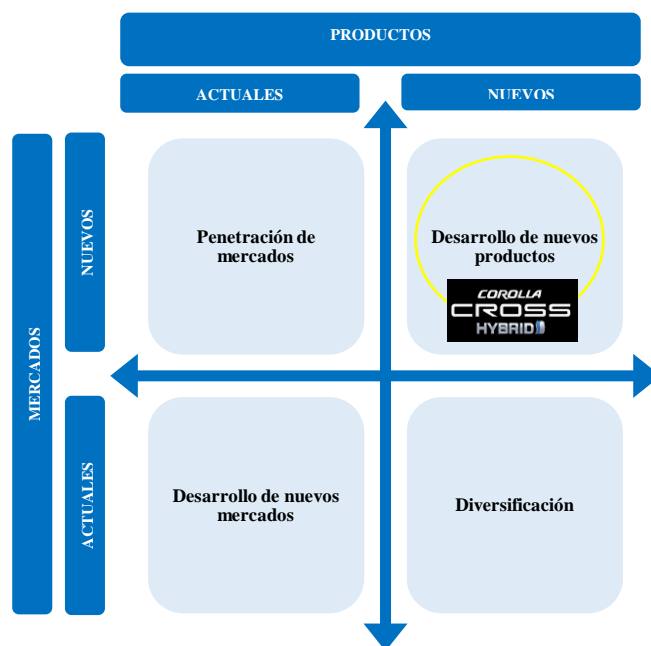 PRODUCTOS
ACTUALES
NUEVOS
MERCADOS
NUEVOS
Penetración de
mercados
Desarrollo de nuevos
productos
COROLLA
CROSS
HYBRID
ACTUALES
Desarrollo de nuevos
mercados
Diversificación